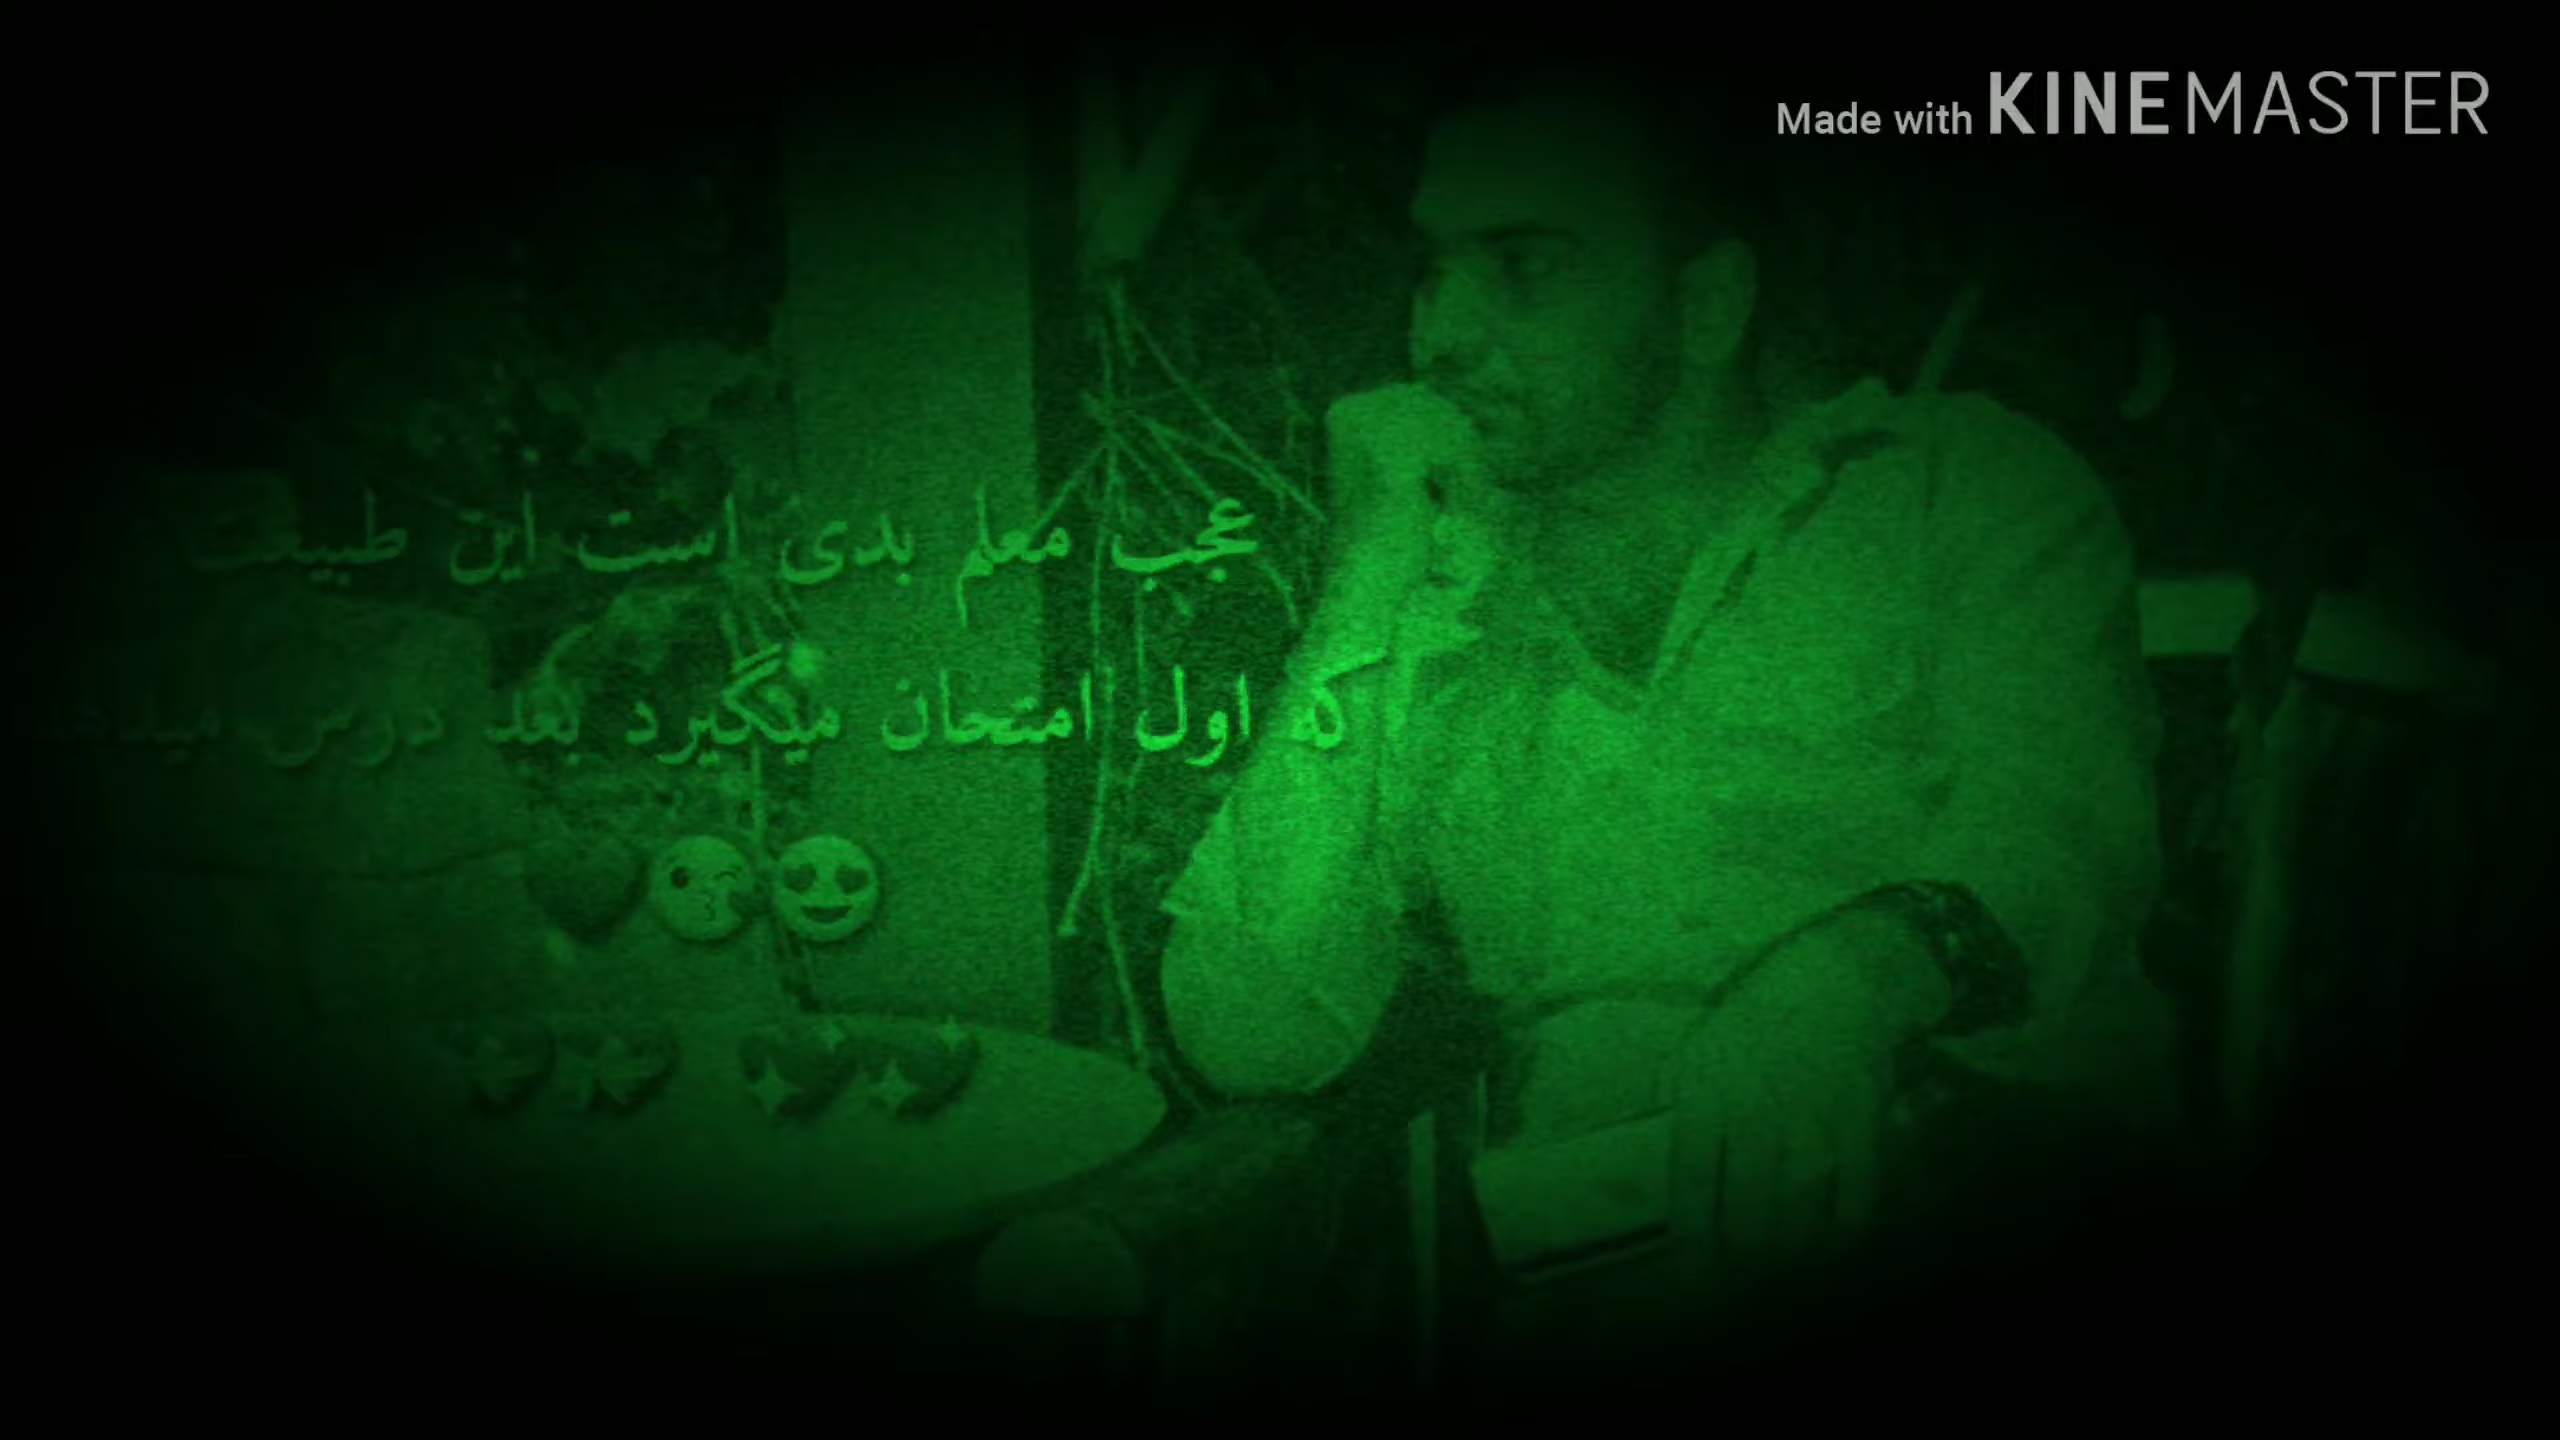 Made with KINEMASTER
عجب معلم بدی است این طبیعت
که اول امتحان میگیرد بعد درس میدهد